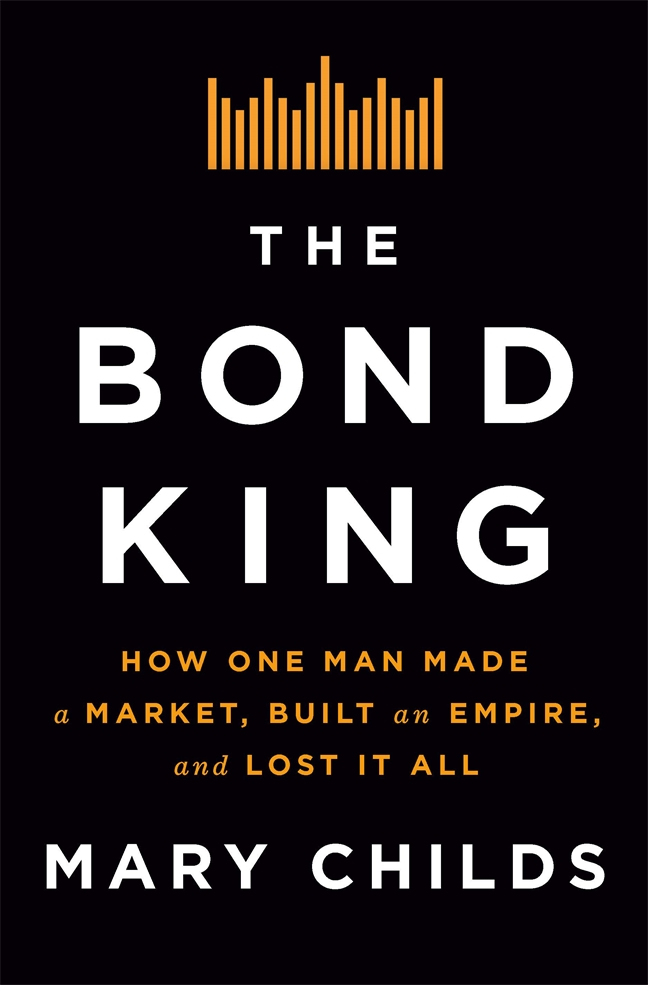 THE
BOND
KING
HOW ONE MAN MADE
a MARKET, BUILT an EMPIRE,
and LOST IT ALL
MARY CHILDS